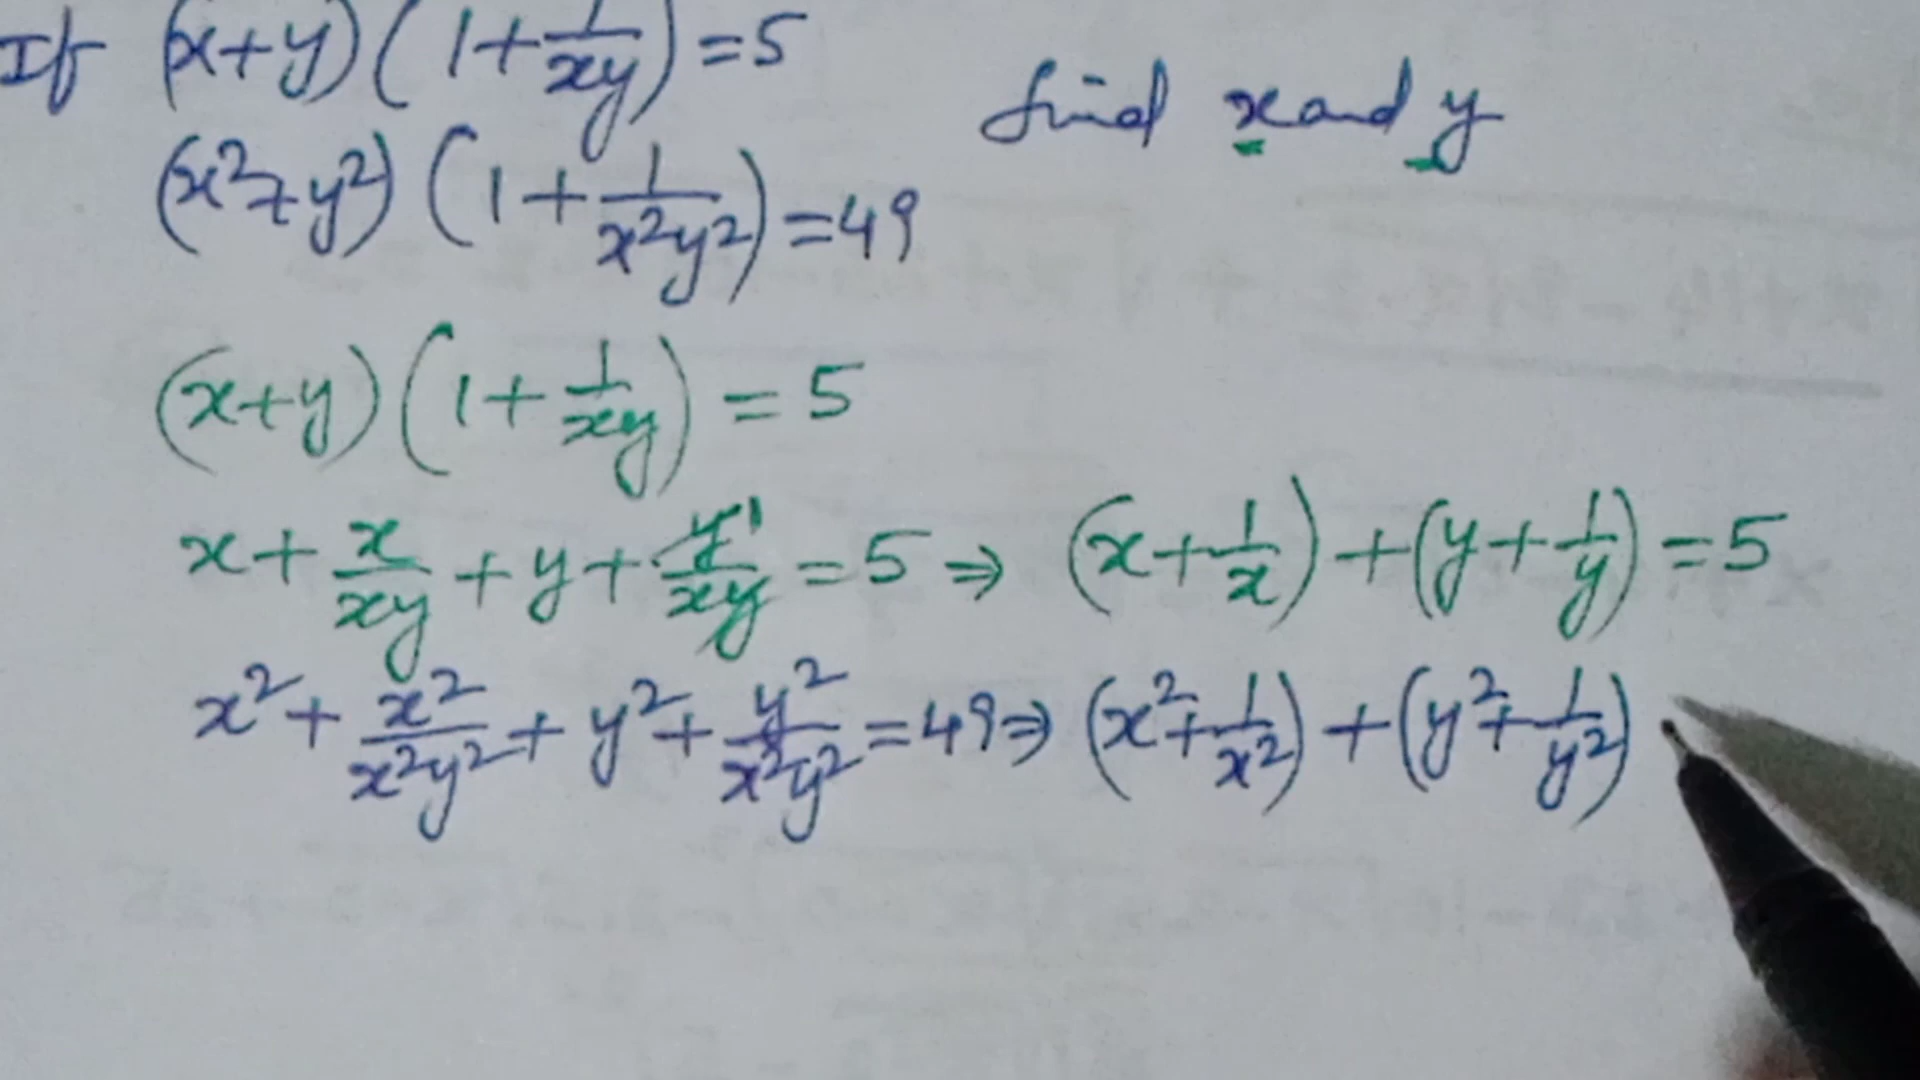 If (x+y)(1+1/xy)=5 find x and y
(x²+y²)(1+1/x²y²)=49
(x+y)(1+1/xy)=5
x+x/xy+y+y/xy=5⇒(x+1/x)+(y+1/y)=5
x²+x²/x²y²+y²+y²/x²y²=49⇒(x²+1/x²)+(y²+1/y²)